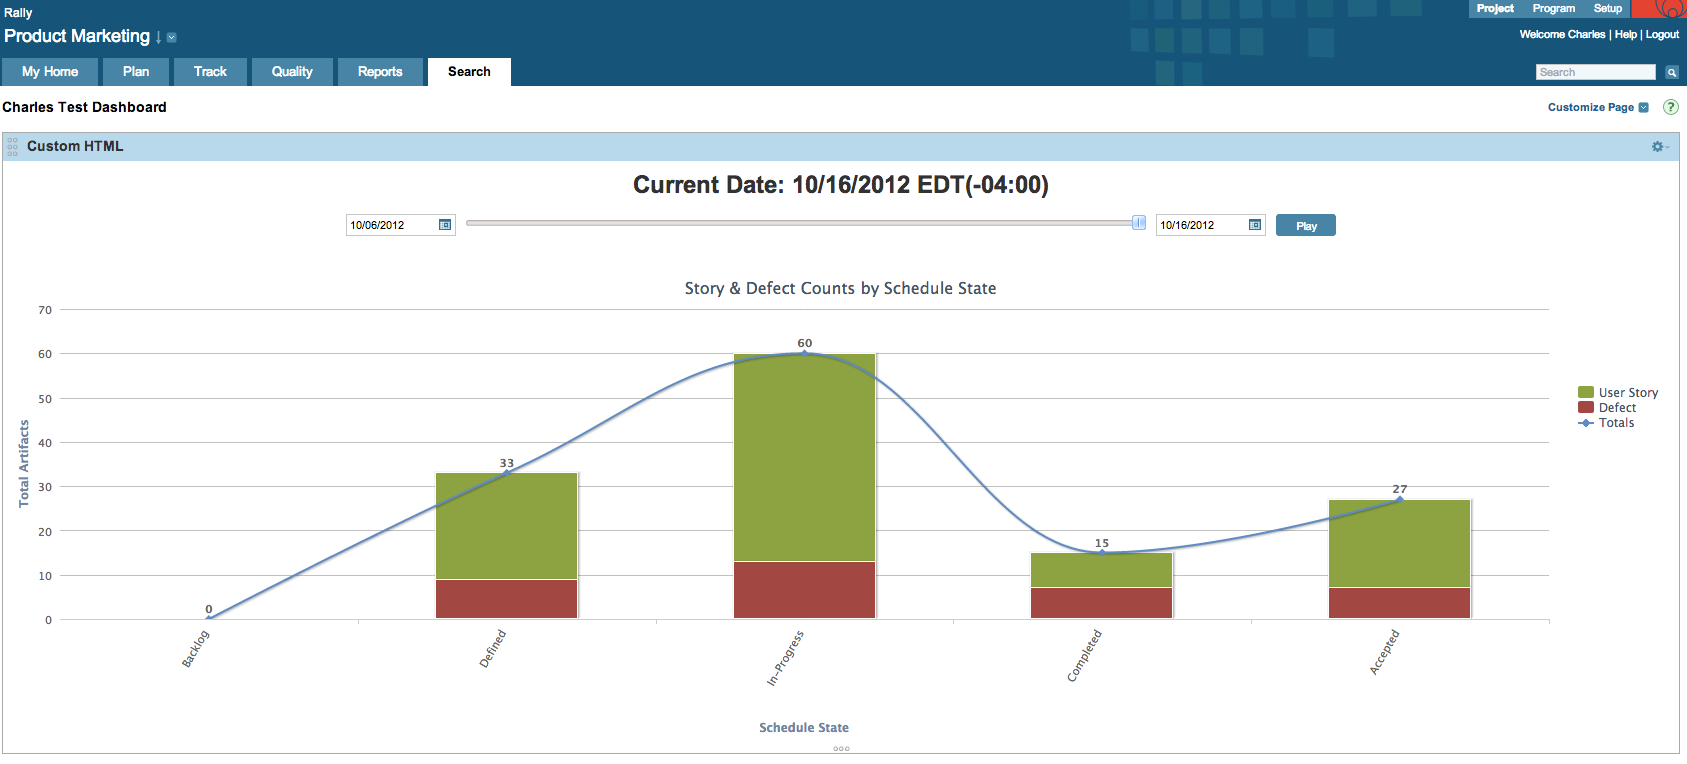 Rally
Project Program Setup
Product Marketing
Welcome Charles | Help | Logout
My Home Plan Track Quality Reports Search
Search
Charles Test Dashboard
Customize Page ?
Custom HTML
Current Date: 10/16/2012 EDT(-04:00)
10/06/2012 10/16/2012 Play
Story & Defect Counts by Schedule State
70
60
50
40
30
20
10
0
Total Artifacts
0
33
60
15
27
User Story
Defect
Totals
Backlog
Defined
In-Progress
Completed
Accepted
Schedule State